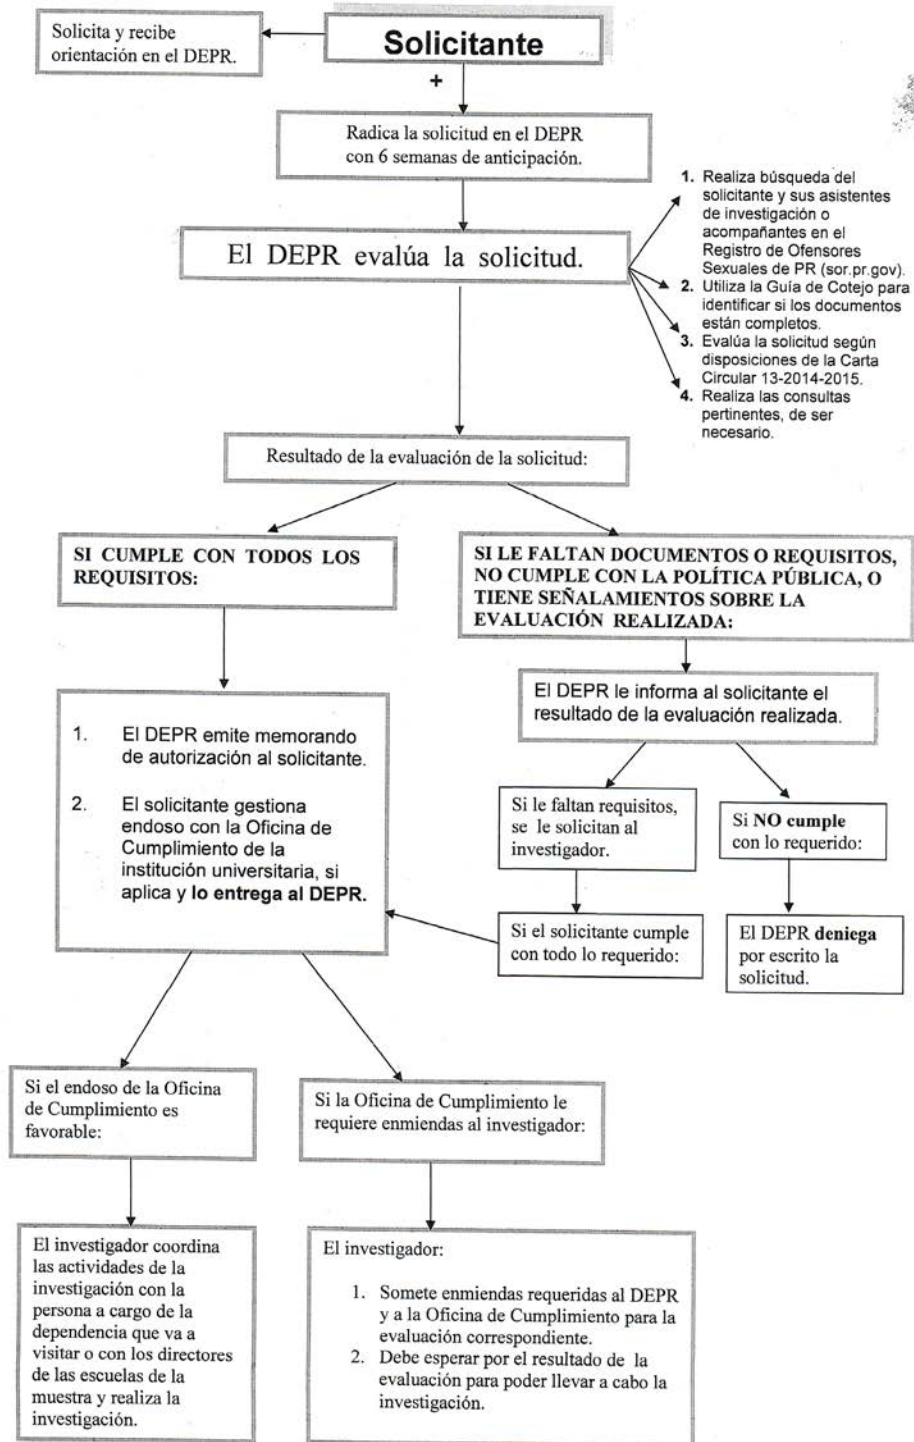 Solicita y recibe
orientación en el DEPR.
Solicitante
+
Radica la solicitud en el DEPR
con 6 semanas de anticipación.
El DEPR evalúa la solicitud.
1. Realiza búsqueda del
solicitante y sus asistentes
de investigación o
acompañantes en el
Registro de Ofensores
Sexuales de PR (sor.pr.gov).
2. Utiliza la Guía de Cotejo para
identificar si los documentos
están completos.
3. Evalúa la solicitud según
disposiciones de la Carta
Circular 13-2014-2015.
4. Realiza las consultas
pertinentes, de ser
necesario.
Resultado de la evaluación de la solicitud:
SI CUMPLE CON TODOS LOS
REQUISITOS:
SI LE FALTAN DOCUMENTOS O REQUISITOS,
NO CUMPLE CON LA POLÍTICA PÚBLICA, O
TIENE SEÑALAMIENTOS SOBRE LA
EVALUACIÓN REALIZADA:
El DEPR le informa al solicitante el
resultado de la evaluación realizada.
1. El DEPR emite memorando
de autorización al solicitante.
2. El solicitante gestiona
endoso con la Oficina de
Cumplimiento de la
institución universitaria, si
aplica y lo entrega al DEPR.
Si le faltan requisitos,
se le solicitan al
investigador.
Si NO cumple
con lo requerido:
Si el solicitante cumple
con todo lo requerido:
El DEPR deniega
por escrito la
solicitud.
Si el endoso de la Oficina
de Cumplimiento es
favorable:
Si la Oficina de Cumplimiento le
requiere enmiendas al investigador:
El investigador coordina
las actividades de la
investigación con la
persona a cargo de la
dependencia que va a
visitar o con los directores
de las escuelas de la
muestra y realiza la
investigación.
El investigador:
1. Somete enmiendas requeridas al DEPR
y a la Oficina de Cumplimiento para la
evaluación correspondiente.
2. Debe esperar por el resultado de la
evaluación para poder llevar a cabo la
investigación.